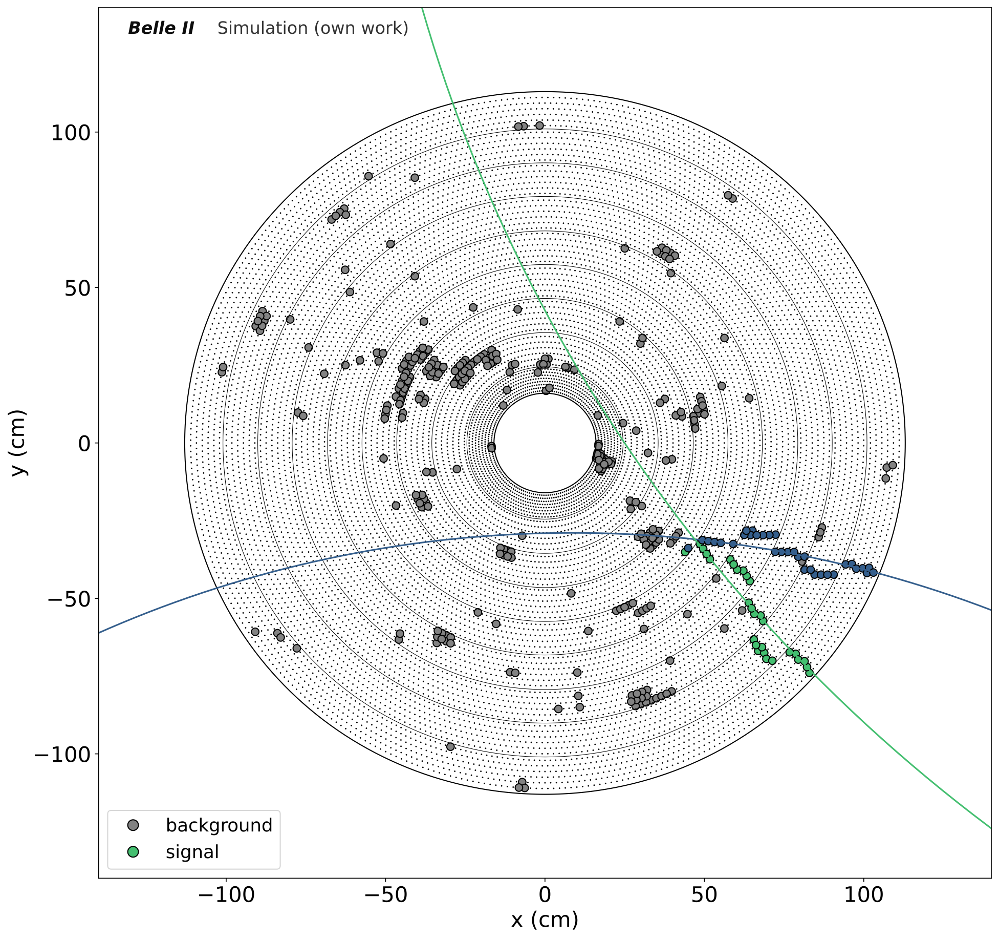 Belle II Simulation (own work)
100
50
0
−50
−100
y (cm)
background
signal
−100 −50 0 50 100
x (cm)